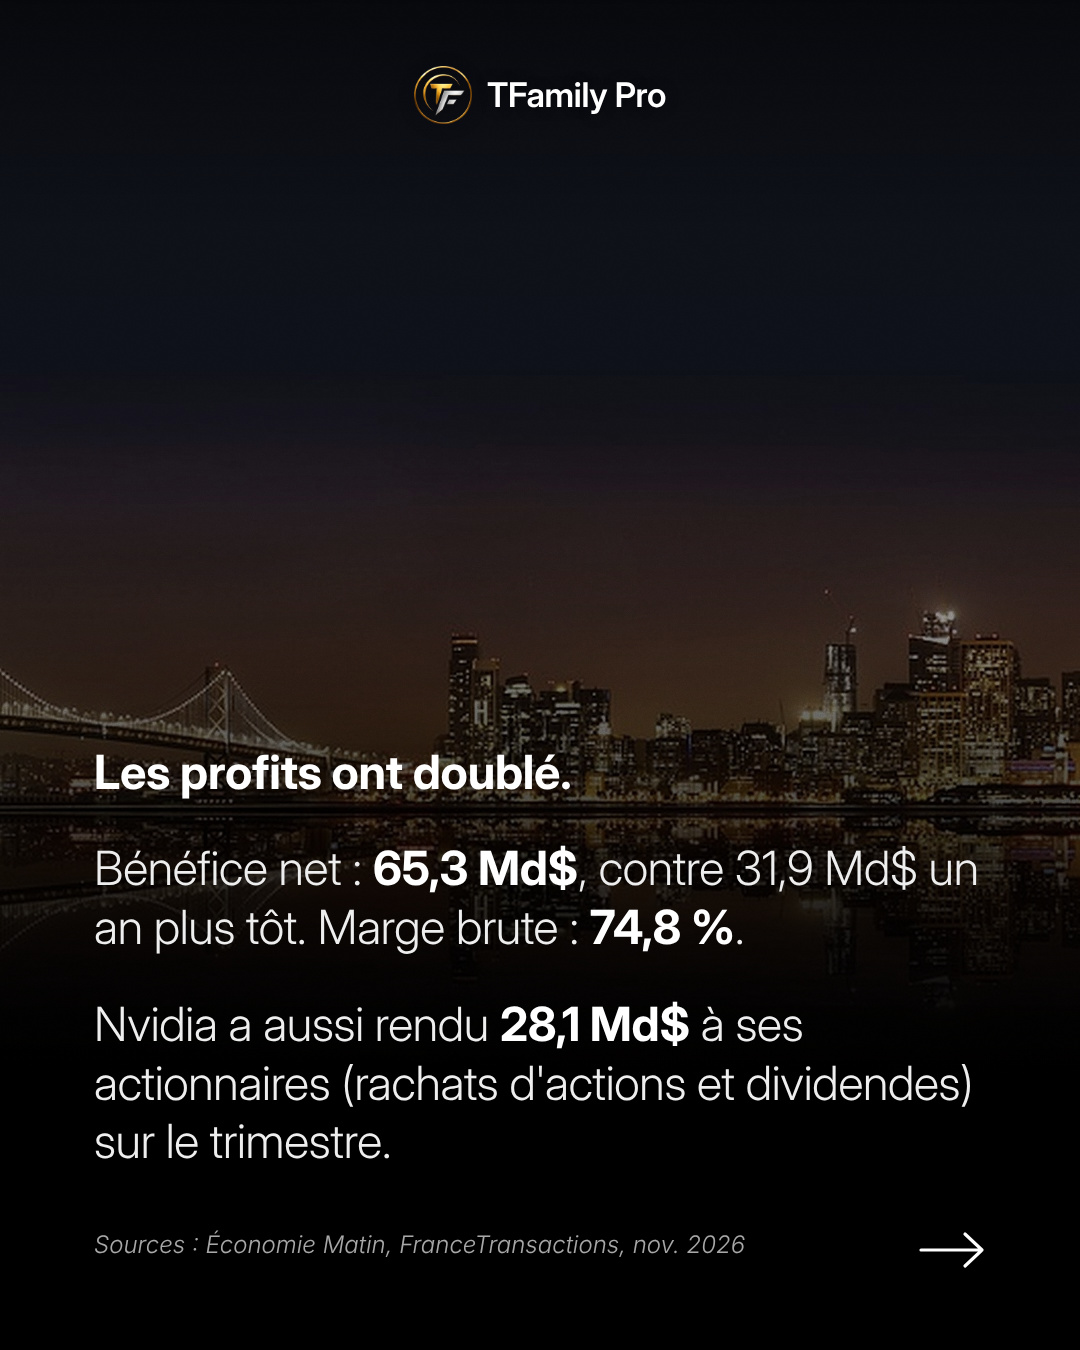 TFamily Pro
Les profits ont doublé.
Bénéfice net : 65,3 Md$, contre 31,9 Md$ un
an plus tôt. Marge brute : 74,8 %.
Nvidia a aussi rendu 28,1 Md$ à ses
actionnaires (rachats d'actions et dividendes)
sur le trimestre.
Sources : Économie Matin, FranceTransactions, nov. 2026